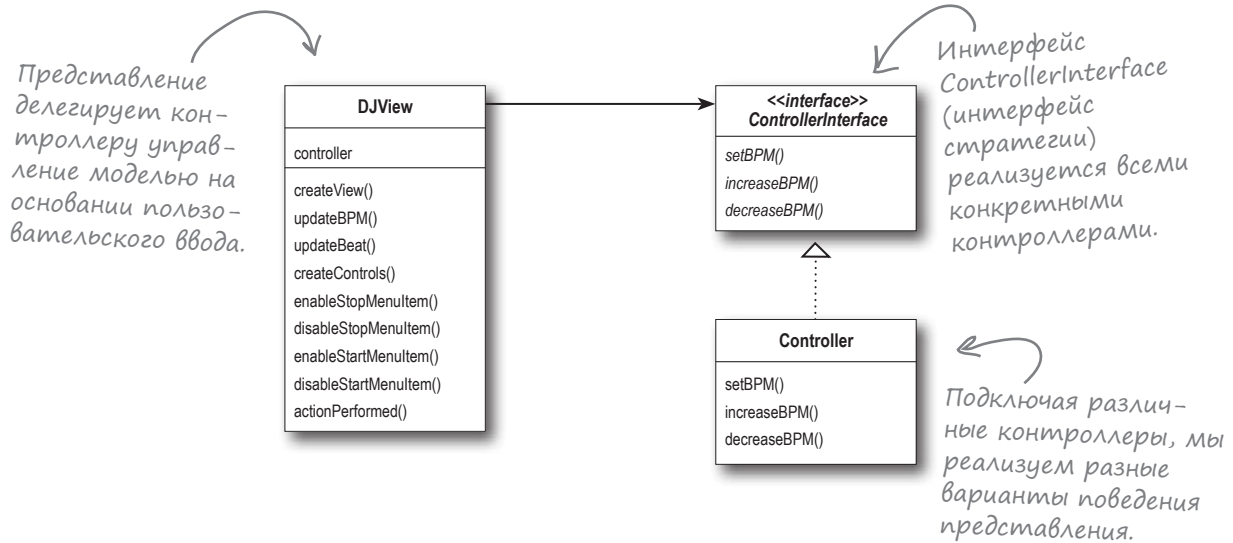 Представление
делегирует кон-
троллеру управ-
ление моделью на
основании пользо-
вательского ввода.
DJView
controller
createView()
updateBPM()
updateBeat()
createControls()
enableStopMenuItem()
disableStopMenuItem()
enableStartMenuItem()
disableStartMenuItem()
actionPerformed()
<<interface>>
ControllerInterface
setBPM()
increaseBPM()
decreaseBPM()
Интерфейс
ControllerInterface
(интерфейс
стратегии)
реализуется всеми
конкретными
контроллерами.
Controller
setBPM()
increaseBPM()
decreaseBPM()
Подключая различ-
ные контроллеры, мы
реализуем разные
варианты поведения
представления.